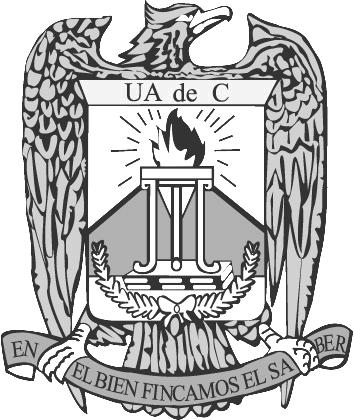 UA de C
EN EL BIEN FINCAMOS EL SABER